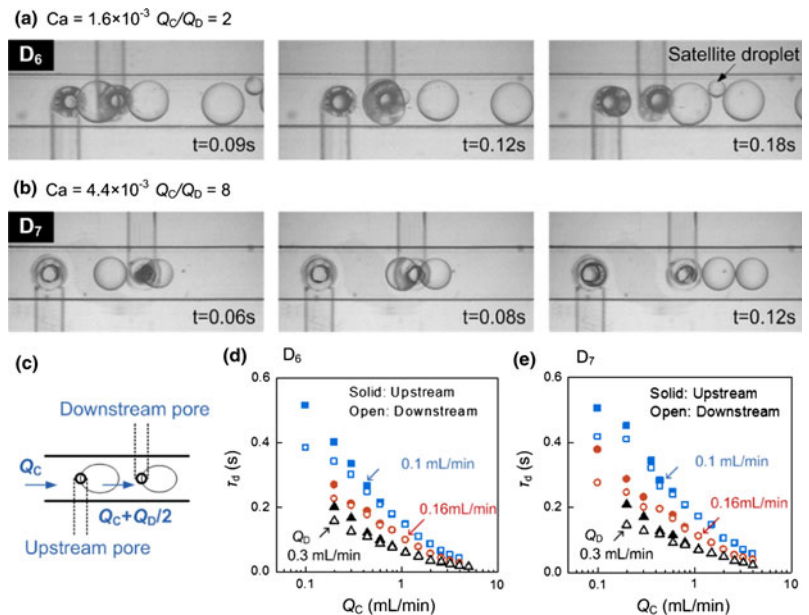 (a) Ca = 1.6×10⁻³ Q_C/Q_D = 2
D₆
Satellite droplet
t=0.09s
t=0.12s
t=0.18s
(b) Ca = 4.4×10⁻³ Q_C/Q_D = 8
D₇
t=0.06s
t=0.08s
t=0.12s
(c)
Downstream pore
Q_C
Q_C+Q_D/2
Upstream pore
(d) D₆
0.6
0.4
0.2
0.0
τ_d (s)
Solid: Upstream
Open: Downstream
0.1 mL/min
0.16mL/min
Q_D
0.3 mL/min
0.1
1
Q_C (mL/min)
(e) D₇
0.6
0.4
0.2
0.0
τ_d (s)
Solid: Upstream
Open: Downstream
0.1 mL/min
0.16mL/min
Q_D
0.3 mL/min
0.1
1
Q_C (mL/min)